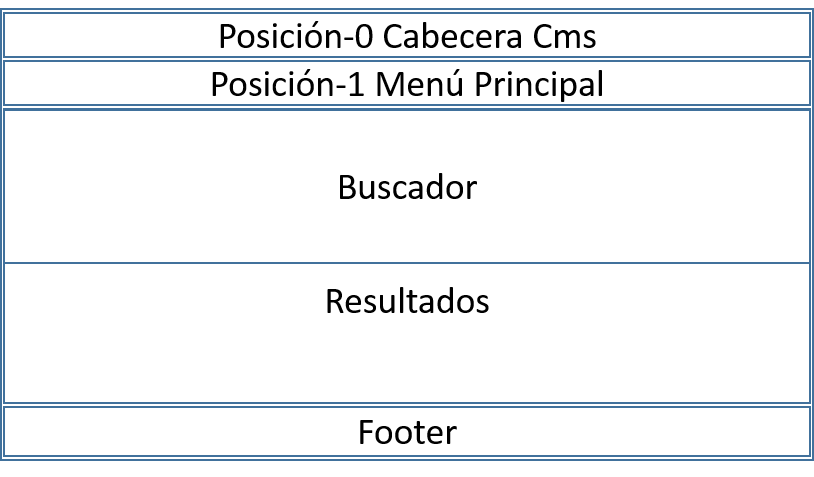 Posición-0 Cabecera Cms
Posición-1 Menú Principal
Buscador
Resultados
Footer